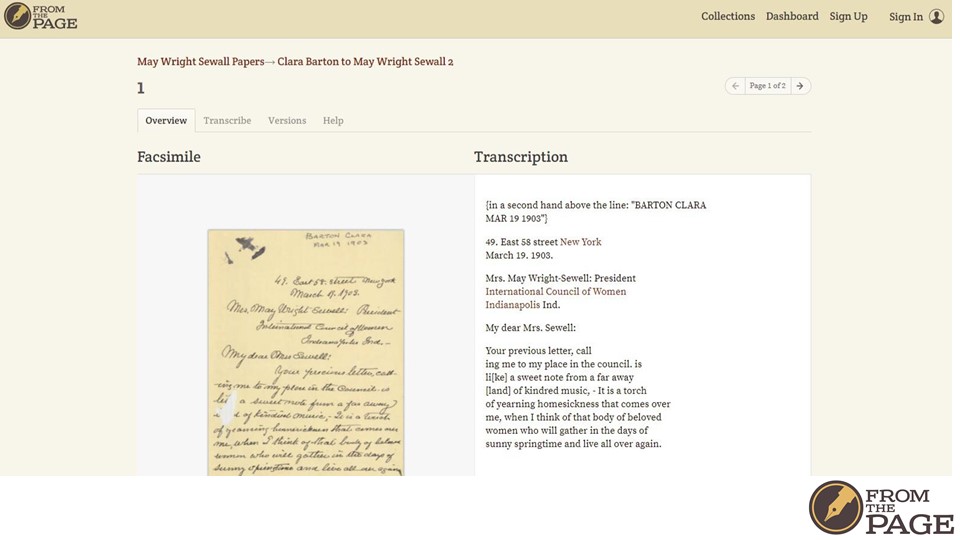 FROM
THE
PAGE
Collections Dashboard Sign Up Sign In
May Wright Sewall Papers→ Clara Barton to May Wright Sewall 2
1
← Page 1 of 2 →
Overview Transcribe Versions Help
Facsimile
BARTON CLARA
MAR 19 1903
49. East 58. street New York
March 19. 1903.
Mrs. May Wright Sewell: President
International Council of Women
Indianapolis Ind.—
My dear Mrs Sewell:
Your precious letter, call-
ing me to my place in the Council. is
a sweet note from a far away
of kindred music,- It is a touch
of yearning homesickness that comes over
me, when I think of that body of beloved
women who will gather in the days of
sunny springtime and live all over again
Transcription
{in a second hand above the line: "BARTON CLARA
MAR 19 1903"}
49. East 58 street New York
March 19. 1903.
Mrs. May Wright-Sewell: President
International Council of Women
Indianapolis Ind.
My dear Mrs. Sewell:
Your previous letter, call
ing me to my place in the council. is
li[ke] a sweet note from a far away
[land] of kindred music, - It is a torch
of yearning homesickness that comes over
me, when I think of that body of beloved
women who will gather in the days of
sunny springtime and live all over again.
FROM
THE
PAGE